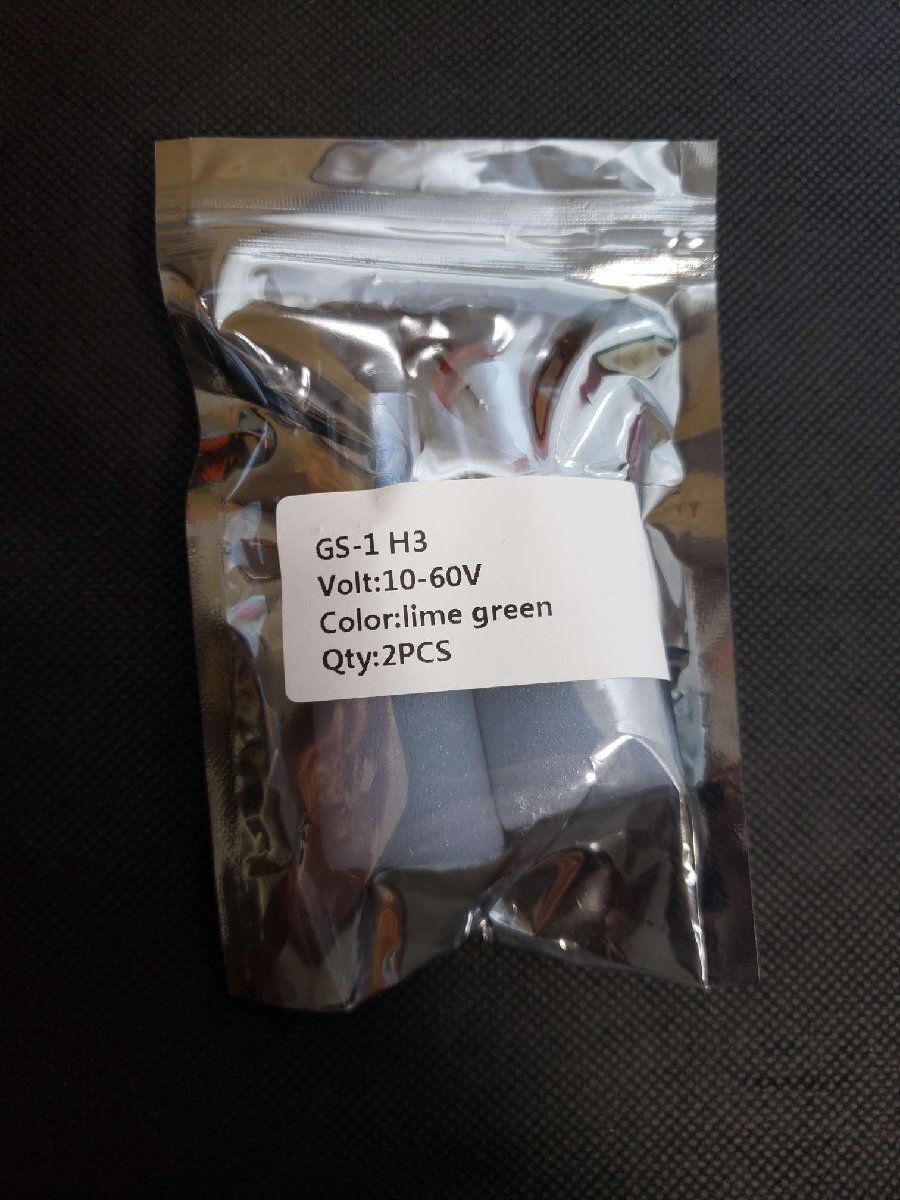 GS-1 H3
Volt:10-60V
Color:lime green
Qty:2PCS